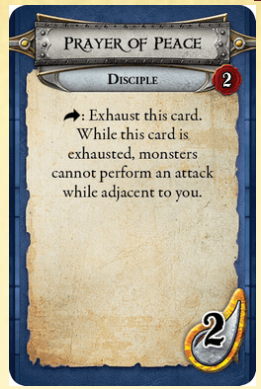 PRAYER OF PEACE
DISCIPLE
2
: Exhaust this card.
While this card is
exhausted, monsters
cannot perform an attack
while adjacent to you.
2